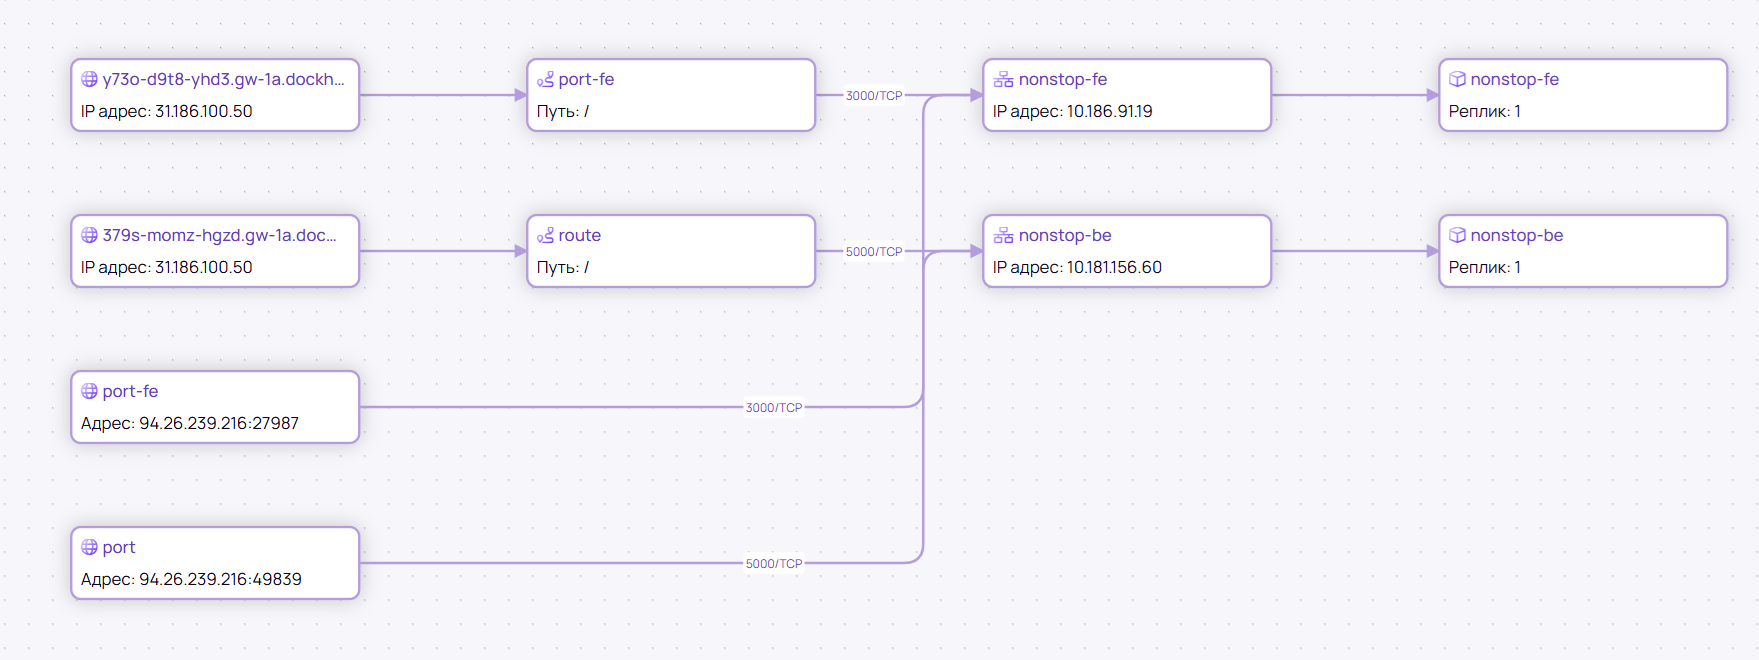 y73o-d9t8-yhd3.gw-1a.dockh...
IP адрес: 31.186.100.50
port-fe
Путь: /
3000/TCP
nonstop-fe
IP адрес: 10.186.91.19
nonstop-fe
Реплик: 1
379s-momz-hgzd.gw-1a.doc...
IP адрес: 31.186.100.50
route
Путь: /
5000/TCP
nonstop-be
IP адрес: 10.181.156.60
nonstop-be
Реплик: 1
port-fe
Адрес: 94.26.239.216:27987
3000/TCP
port
Адрес: 94.26.239.216:49839
5000/TCP